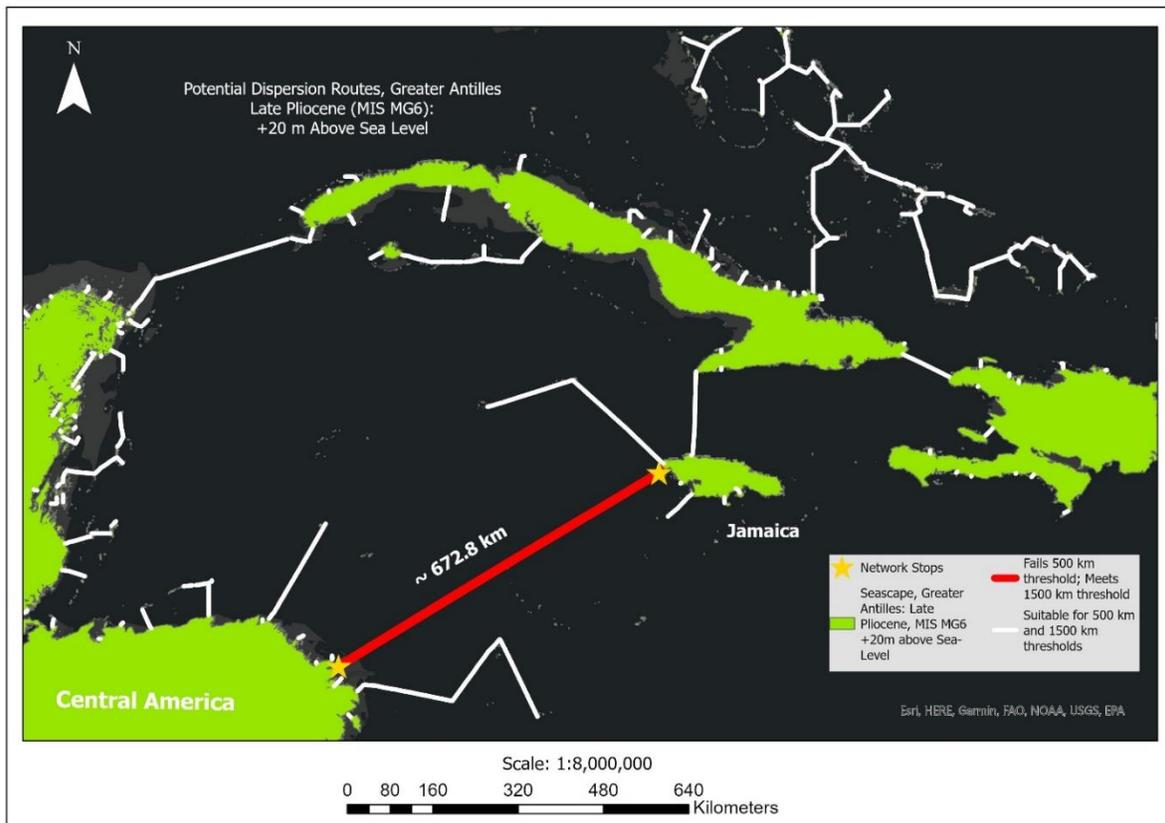 N
Potential Dispersion Routes, Greater Antilles
Late Pliocene (MIS MG6):
+20 m Above Sea Level
~ 672.8 km
Jamaica
Central America
Network Stops
Seascape, Greater
Antilles: Late
Pliocene, MIS MG6
+20m above Sea-
Level
Fails 500 km
threshold; Meets
1500 km threshold
Suitable for 500 km
and 1500 km
thresholds
Esri, HERE, Garmin, FAO, NOAA, USGS, EPA
Scale: 1:8,000,000
0 80 160 320 480 640
Kilometers